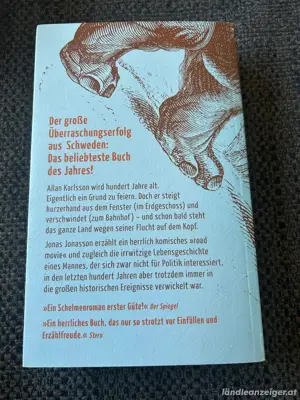 Der große
Überraschungserfolg
aus Schweden:
Das beliebteste Buch
des Jahres!
Allan Karlsson wird hundert Jahre alt.
Eigentlich ein Grund zu feiern. Doch er steigt
kurzerhand aus dem Fenster (im Erdgeschoss) und
verschwindet (zum Bahnhof) – und schon bald steht
das ganze Land wegen seiner Flucht auf dem Kopf.
Jonas Jonasson erzählt ein herrlich komisches »road
movie« und zugleich die irrwitzige Lebensgeschichte
eines Mannes, der sich zwar nicht für Politik interessiert,
in den letzten hundert Jahren aber trotzdem immer in
die großen historischen Ereignisse verwickelt war.
»Ein Schelmenroman erster Güte!« Der Spiegel
»Ein herrliches Buch, das nur so strotzt vor Einfällen und
Erzählfreude.« Stern
ländleanzeiger.at